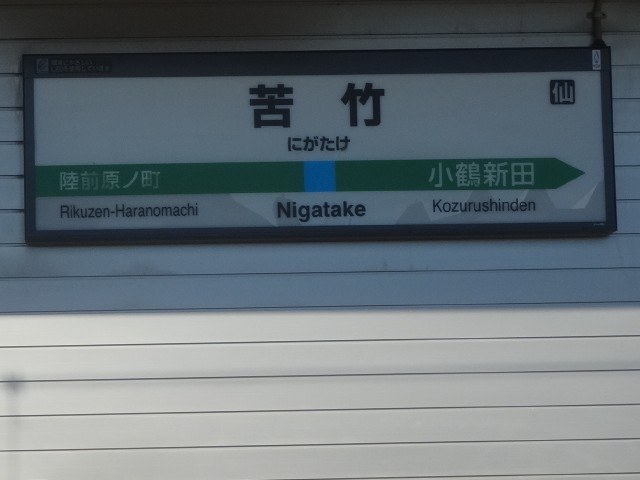 苦竹
仙
にがたけ
陸前原ノ町
小鶴新田
Rikuzen-Haranomachi
Nigatake
Kozurushinden